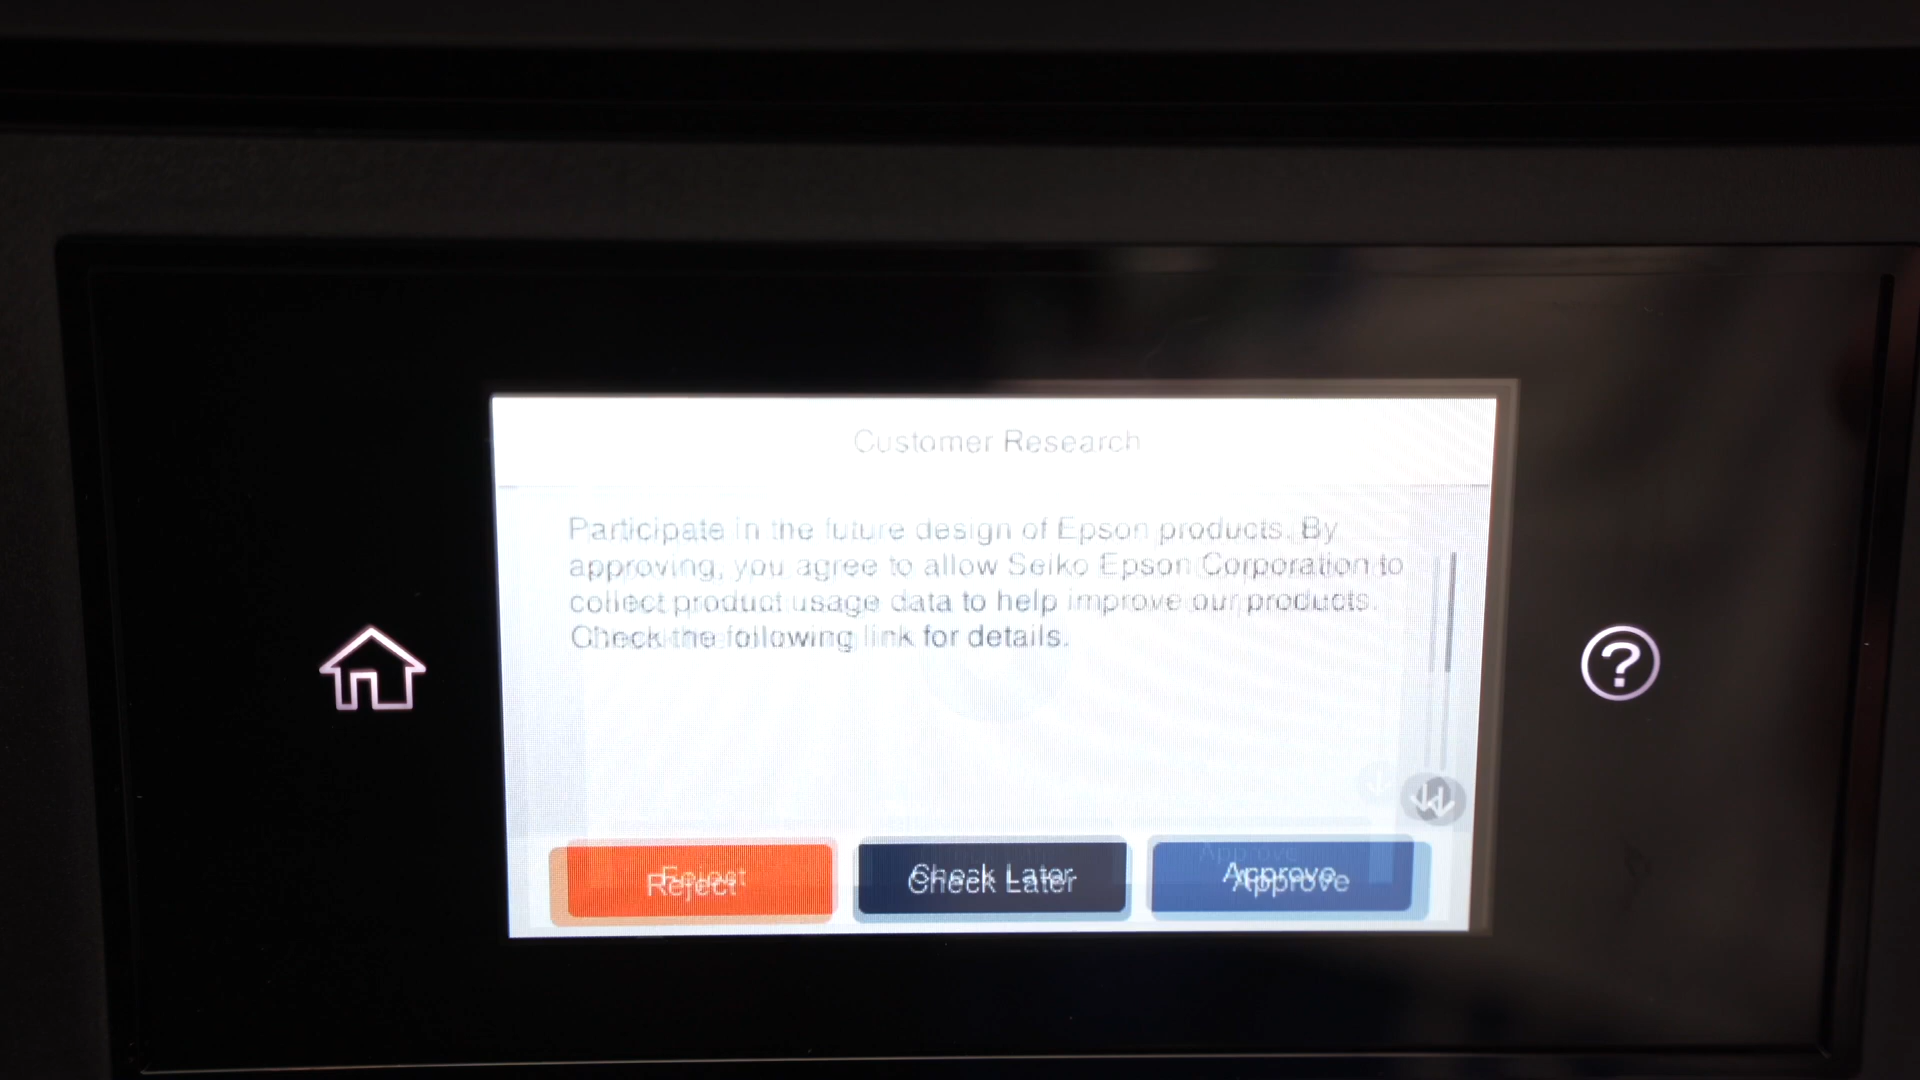 Customer Research
Participate in the future design of Epson products. By
approving, you agree to allow Seiko Epson Corporation to
collect product usage data to help improve our products.
Check the following link for details.
Reject
Check Later
Approve